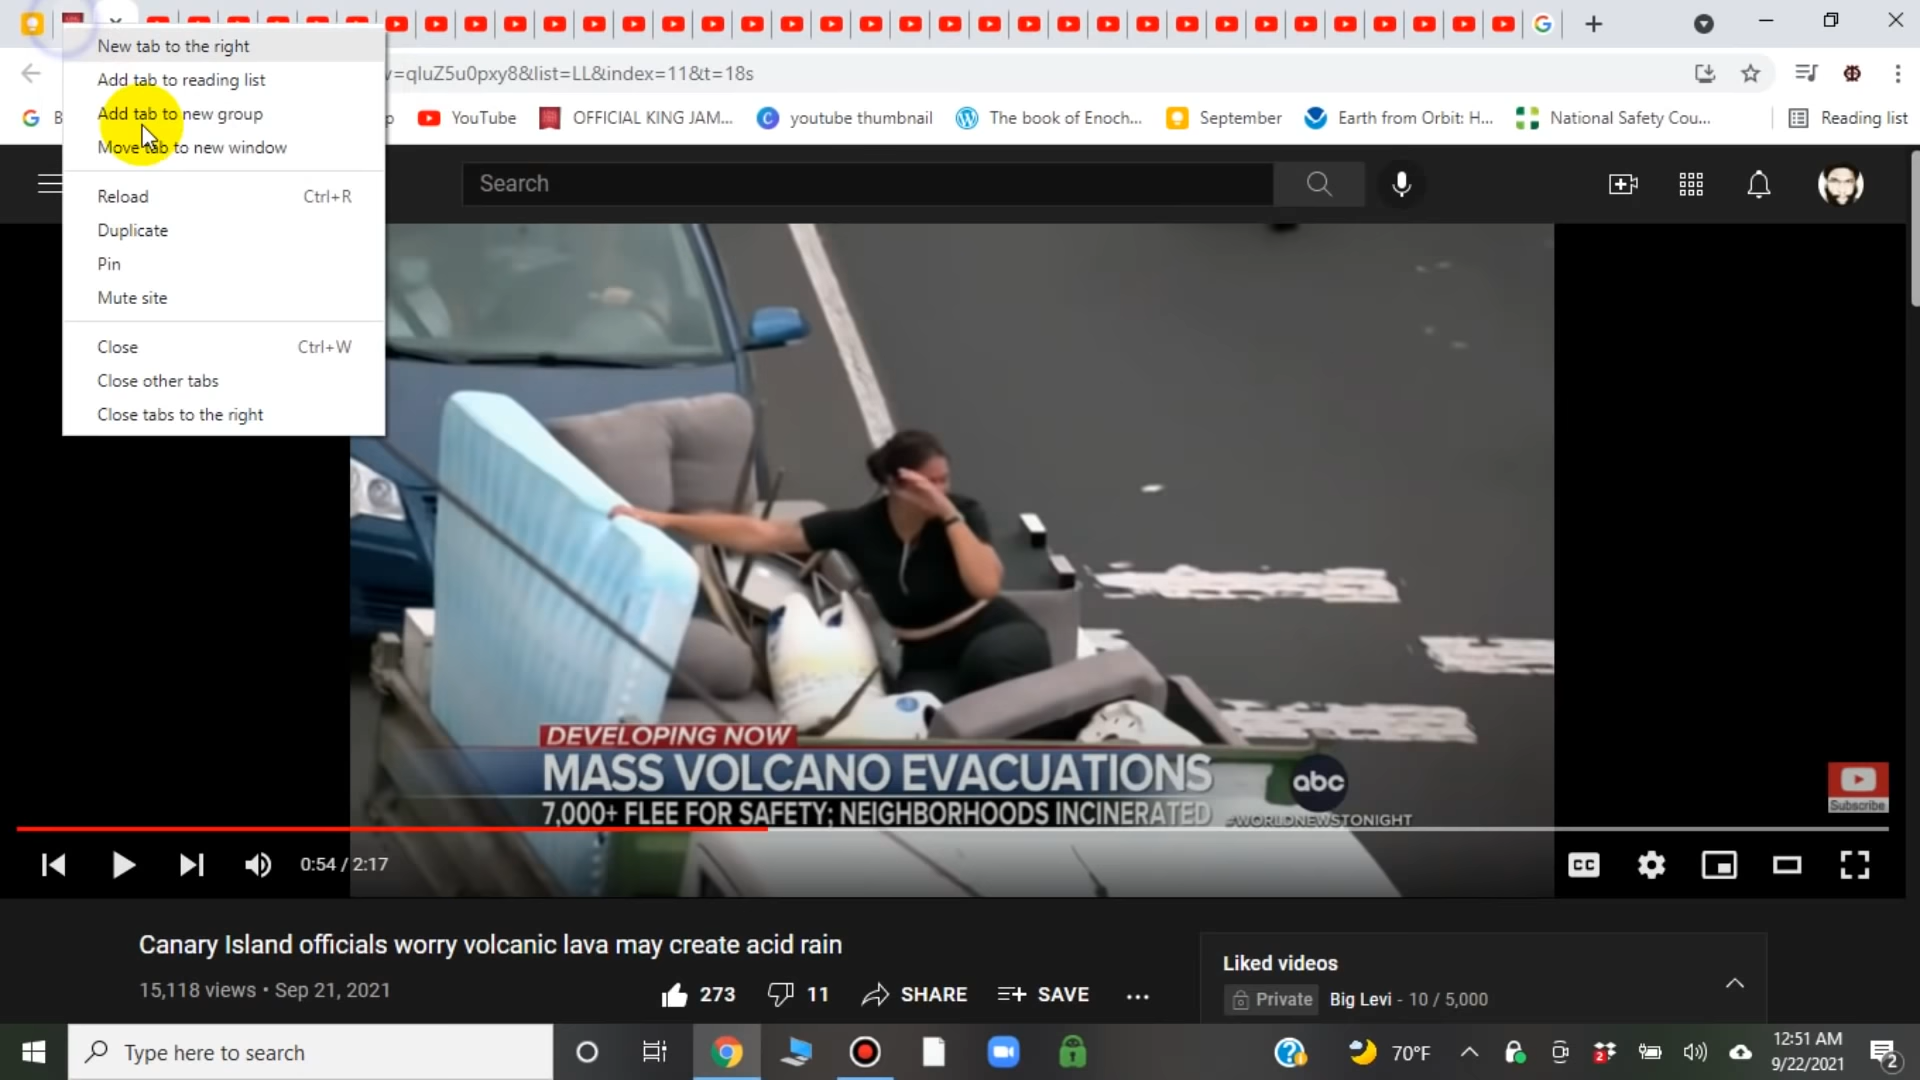 New tab to the right
Add tab to reading list
Add tab to new group
Move tab to new window
Reload Ctrl+R
Duplicate
Pin
Mute site
Close Ctrl+W
Close other tabs
Close tabs to the right
v=qluZ5u0pxy8&list=LL&index=11&t=18s
B
p
YouTube
OFFICIAL KING JAM...
youtube thumbnail
The book of Enoch...
September
Earth from Orbit: H...
National Safety Cou...
Reading list
Search
DEVELOPING NOW
MASS VOLCANO EVACUATIONS
7,000+ FLEE FOR SAFETY; NEIGHBORHOODS INCINERATED
abc
#WORLDNEWSTONIGHT
Subscribe
0:54 / 2:17
CC
Canary Island officials worry volcanic lava may create acid rain
15,118 views • Sep 21, 2021
273
11
SHARE
SAVE
Liked videos
Private Big Levi - 10 / 5,000
Type here to search
70°F
12:51 AM
9/22/2021
2
2